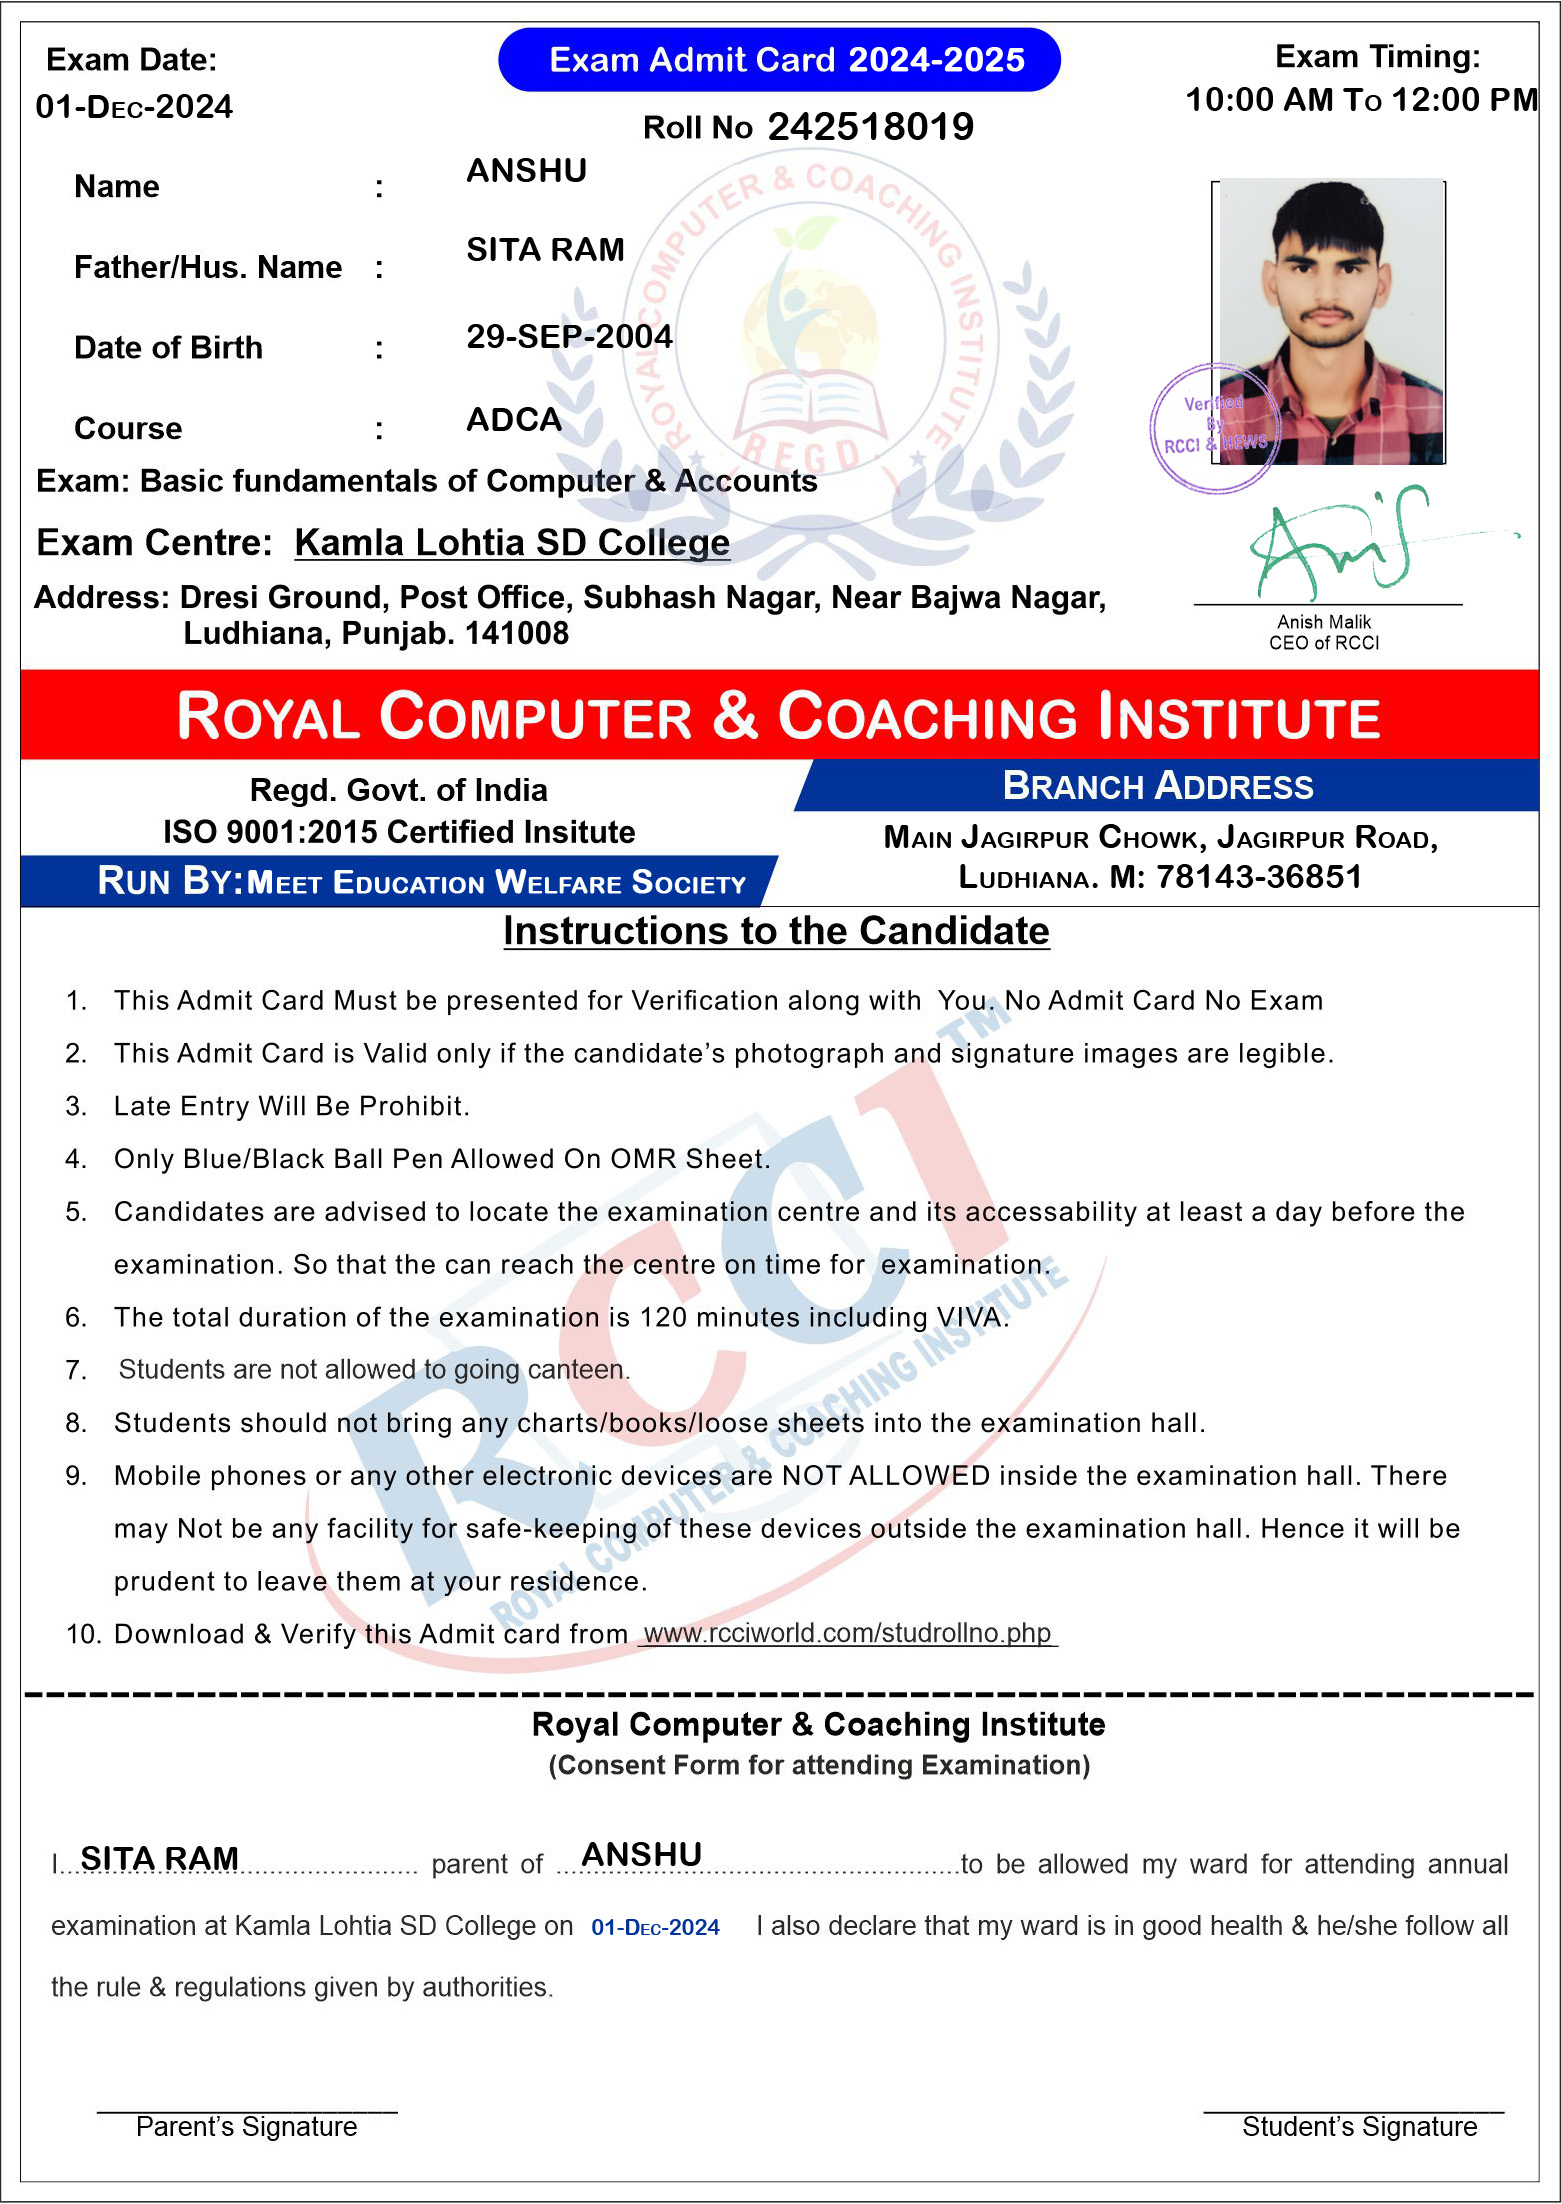 Exam Date:
01-Dec-2024
Exam Admit Card 2024-2025
Exam Timing:
10:00 AM To 12:00 PM
Roll No 242518019
Name : ANSHU
Father/Hus. Name : SITA RAM
Date of Birth : 29-SEP-2004
Course : ADCA
ROYAL COMPUTER & COACHING INSTITUTE
REGD.
Verified
By
RCCI & HEWS
Exam: Basic fundamentals of Computer & Accounts
Exam Centre: Kamla Lohtia SD College
Address: Dresi Ground, Post Office, Subhash Nagar, Near Bajwa Nagar,
Ludhiana, Punjab. 141008
Anish Malik
CEO of RCCI
Royal Computer & Coaching Institute
Regd. Govt. of India
ISO 9001:2015 Certified Insitute
Run By:Meet Education Welfare Society
Branch Address
Main Jagirpur Chowk, Jagirpur Road,
Ludhiana. M: 78143-36851
Instructions to the Candidate
1. This Admit Card Must be presented for Verification along with You. No Admit Card No Exam
2. This Admit Card is Valid only if the candidate’s photograph and signature images are legible.
3. Late Entry Will Be Prohibit.
4. Only Blue/Black Ball Pen Allowed On OMR Sheet.
5. Candidates are advised to locate the examination centre and its accessability at least a day before the
examination. So that the can reach the centre on time for examination.
6. The total duration of the examination is 120 minutes including VIVA.
7. Students are not allowed to going canteen.
8. Students should not bring any charts/books/loose sheets into the examination hall.
9. Mobile phones or any other electronic devices are NOT ALLOWED inside the examination hall. There
may Not be any facility for safe-keeping of these devices outside the examination hall. Hence it will be
prudent to leave them at your residence.
10. Download & Verify this Admit card from www.rcciworld.com/studrollno.php
RCCI TM
ROYAL COMPUTER & COACHING INSTITUTE
Royal Computer & Coaching Institute
(Consent Form for attending Examination)
I...SITA RAM........................ parent of ...ANSHU.............................to be allowed my ward for attending annual
examination at Kamla Lohtia SD College on 01-Dec-2024 I also declare that my ward is in good health & he/she follow all
the rule & regulations given by authorities.
Parent’s Signature
Student’s Signature